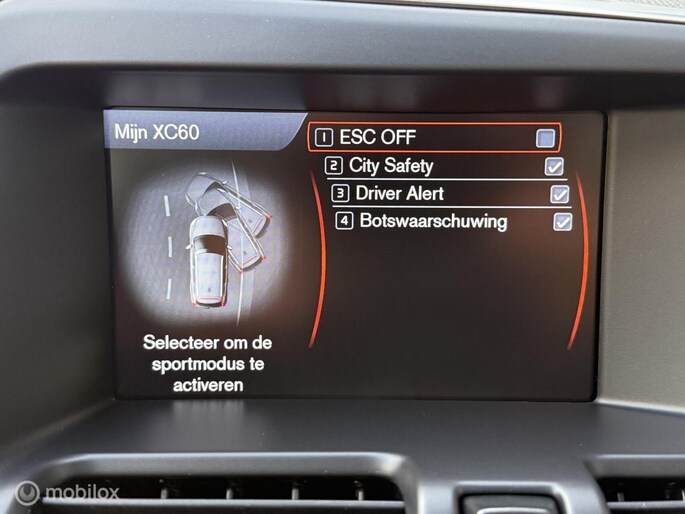 Mijn XC60
1 ESC OFF
2 City Safety
3 Driver Alert
4 Botswaarschuwing
Selecteer om de
sportmodus te
activeren
mobilox